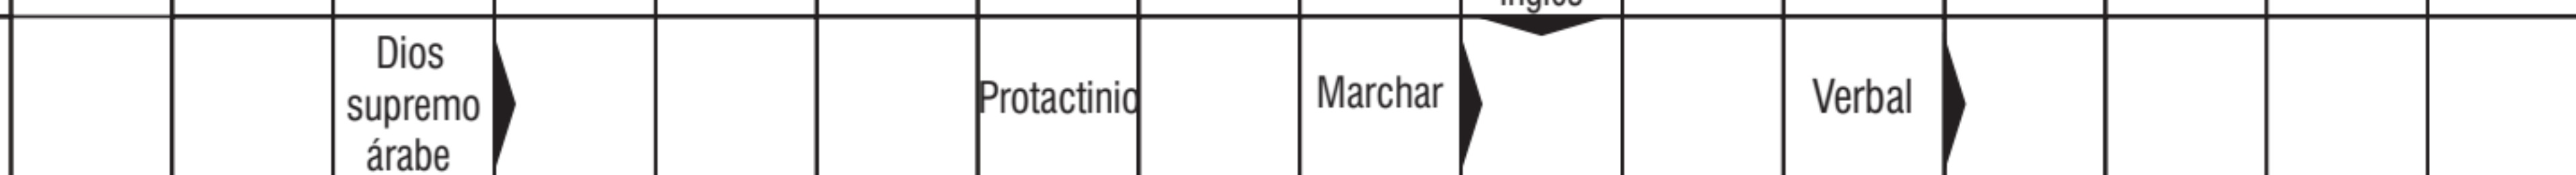 Dios
supremo
árabe
Protactinio
Marchar
Verbal